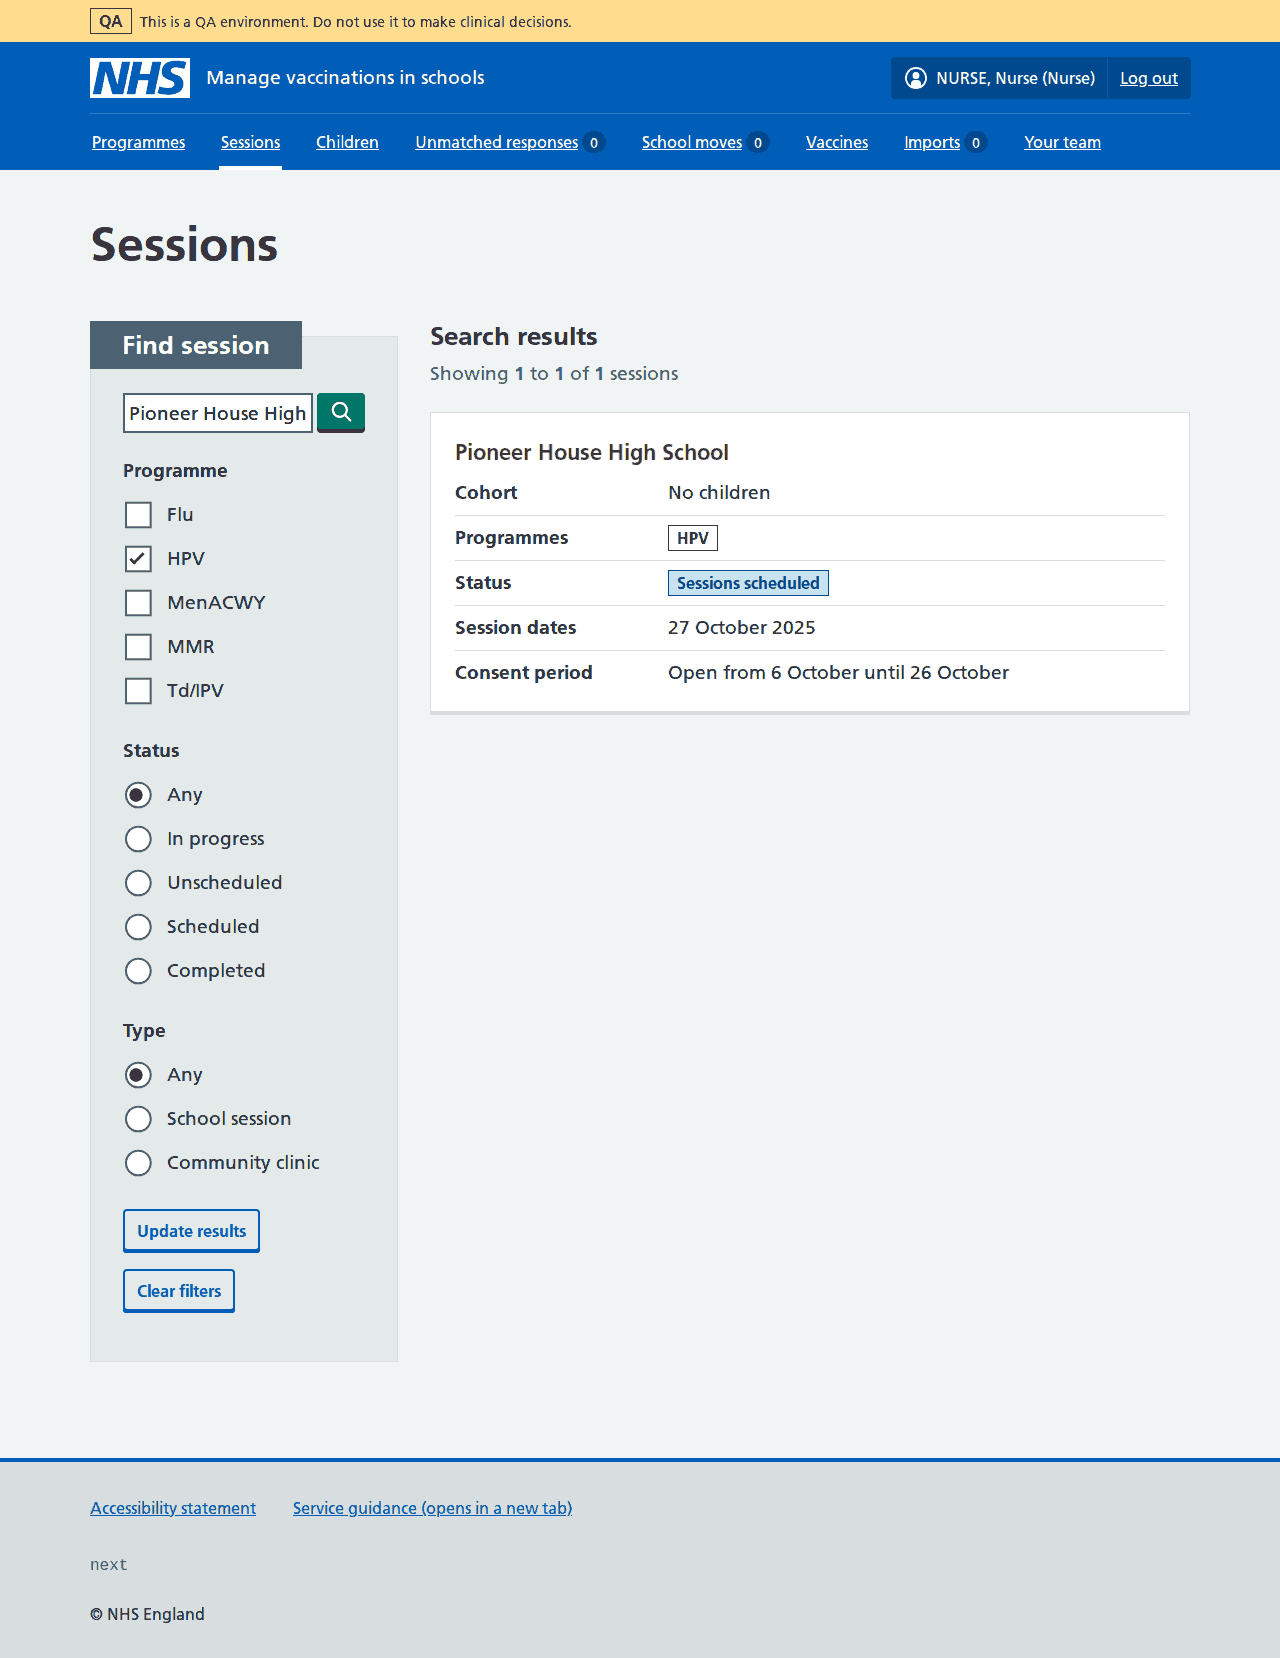 QA This is a QA environment. Do not use it to make clinical decisions.
NHS Manage vaccinations in schools NURSE, Nurse (Nurse) Log out
Programmes Sessions Children Unmatched responses 0 School moves 0 Vaccines Imports 0 Your team
Sessions
Find session
Pioneer House High
Programme
Flu
HPV
MenACWY
MMR
Td/IPV
Status
Any
In progress
Unscheduled
Scheduled
Completed
Type
Any
School session
Community clinic
Update results
Clear filters
Search results
Showing 1 to 1 of 1 sessions
Pioneer House High School
Cohort No children
Programmes HPV
Status Sessions scheduled
Session dates 27 October 2025
Consent period Open from 6 October until 26 October
Accessibility statement Service guidance (opens in a new tab)
next
© NHS England